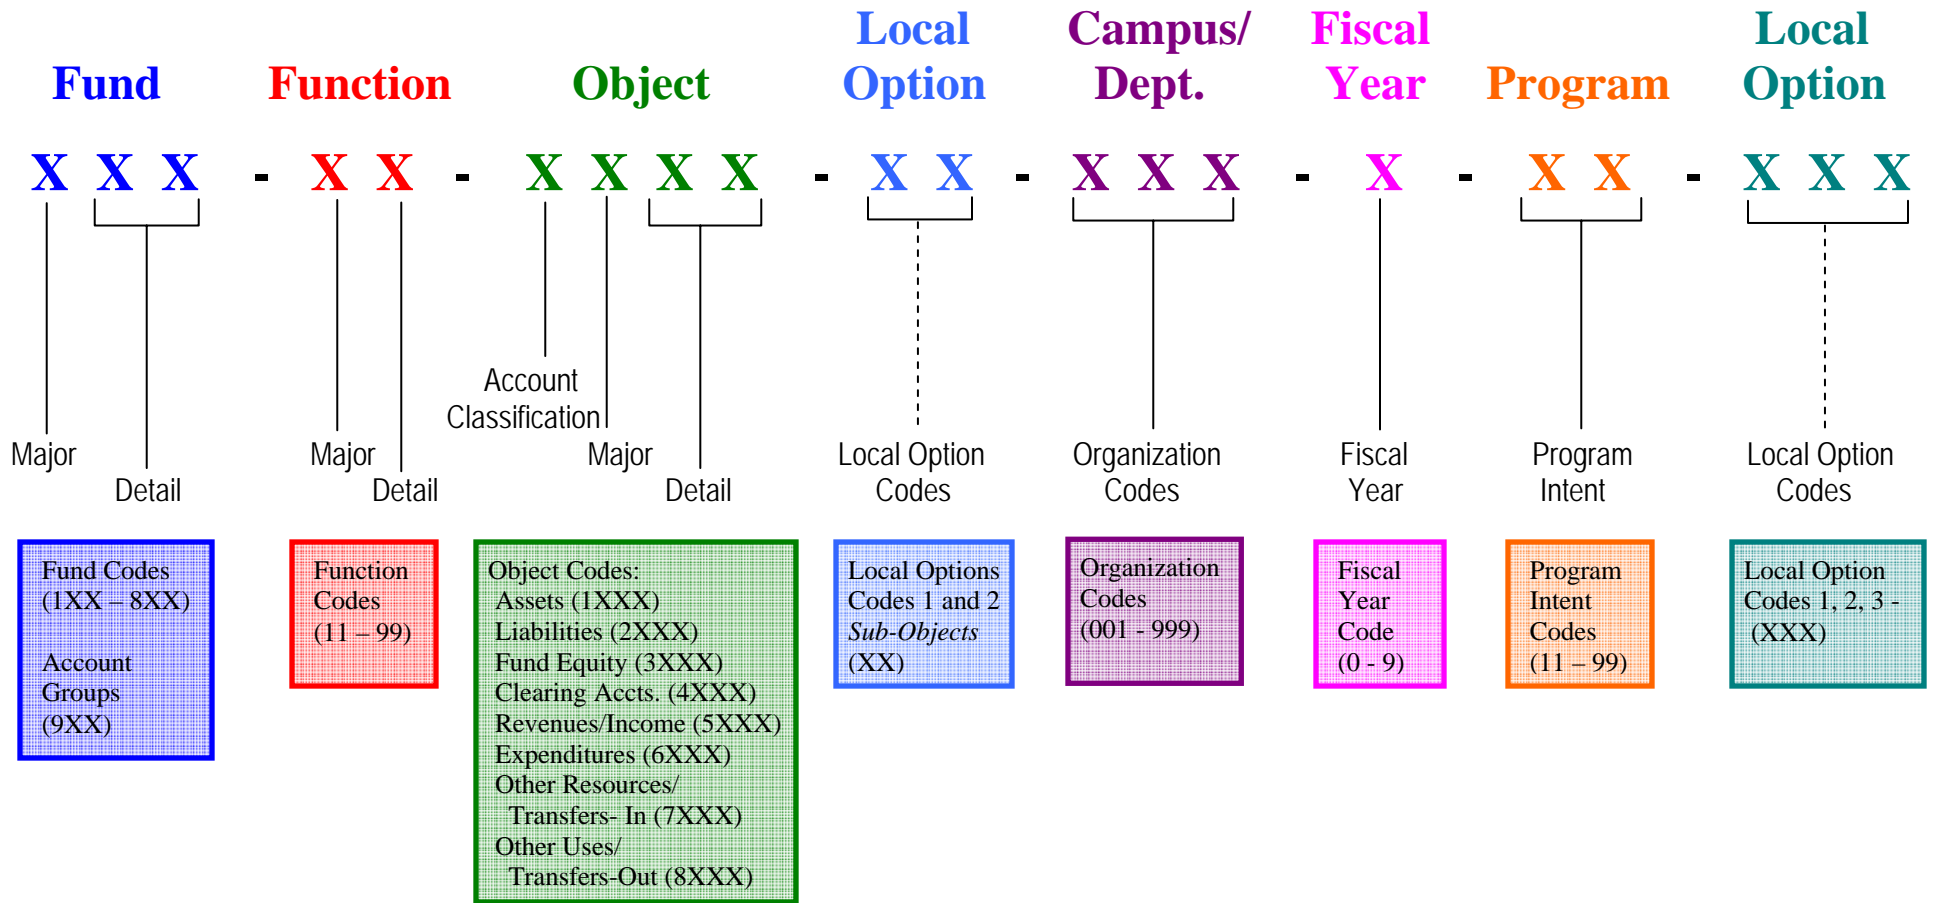 Fund
Function
Object
Local
Option
Campus/
Dept.
Fiscal
Year
Program
Local
Option
X X X - X X - X X X X - X X - X X X - X - X X - X X X
Major
Detail
Major
Detail
Account
Classification
Major
Detail
Local Option
Codes
Organization
Codes
Fiscal
Year
Program
Intent
Local Option
Codes
Fund Codes
(1XX – 8XX)
Account
Groups
(9XX)
Function
Codes
(11 – 99)
Object Codes:
Assets (1XXX)
Liabilities (2XXX)
Fund Equity (3XXX)
Clearing Accts. (4XXX)
Revenues/Income (5XXX)
Expenditures (6XXX)
Other Resources/
Transfers- In (7XXX)
Other Uses/
Transfers-Out (8XXX)
Local Options
Codes 1 and 2
Sub-Objects
(XX)
Organization
Codes
(001 - 999)
Fiscal
Year
Code
(0 - 9)
Program
Intent
Codes
(11 – 99)
Local Option
Codes 1, 2, 3 -
(XXX)